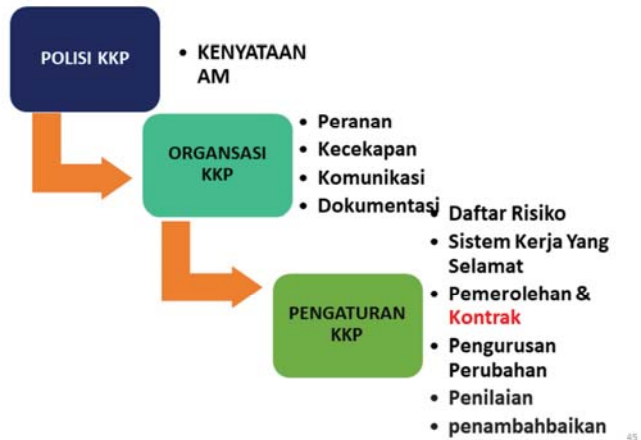 POLISI KKP
• KENYATAAN
AM
ORGANSASI
KKP
• Peranan
• Kecekapan
• Komunikasi
• Dokumentasi
PENGATURAN
KKP
• Daftar Risiko
• Sistem Kerja Yang
Selamat
• Pemerolehan &
Kontrak
• Pengurusan
Perubahan
• Penilaian
• penambahbaikan
45